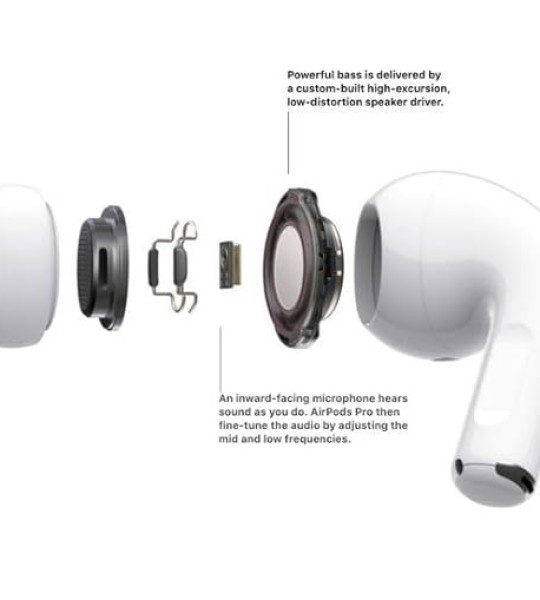 Powerful bass is delivered by
a custom-built high-excursion,
low-distortion speaker driver.
An inward-facing microphone hears
sound as you do. AirPods Pro then
fine-tune the audio by adjusting the
mid and low frequencies.